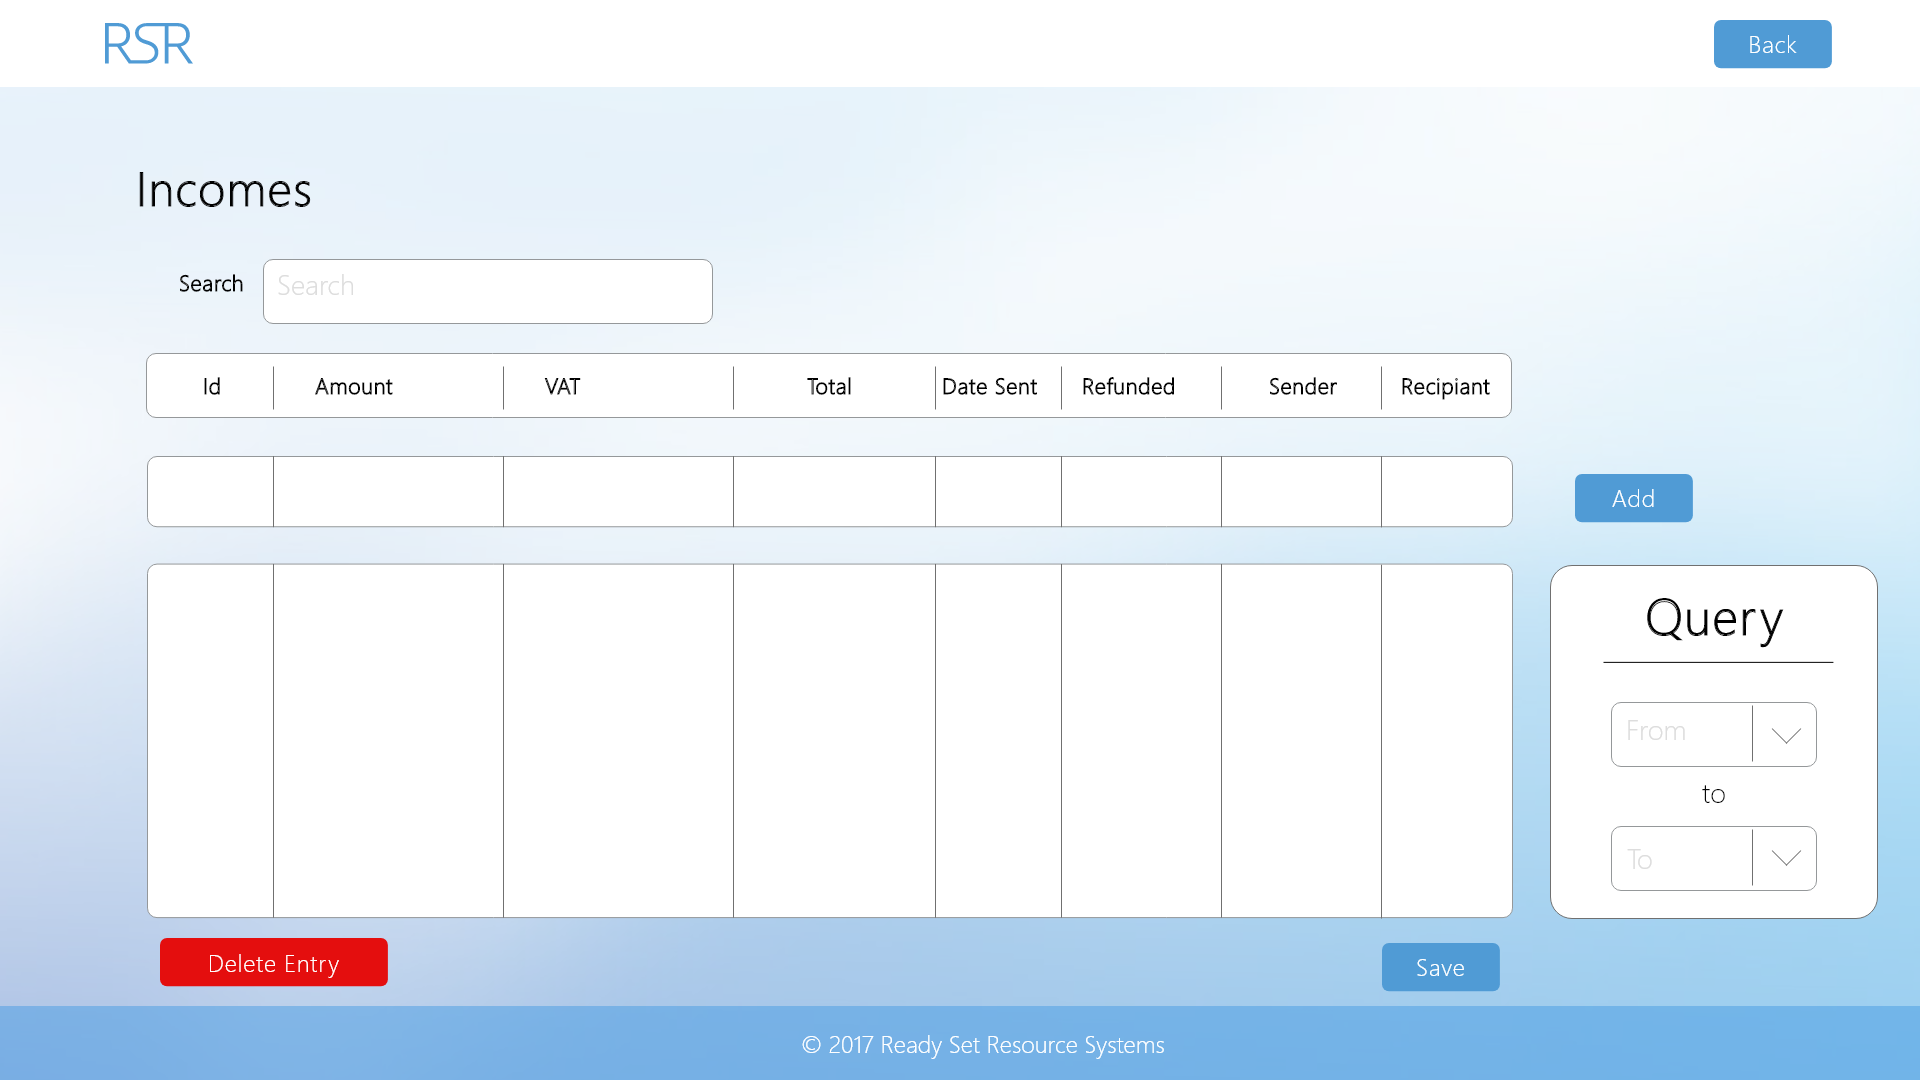 RSR
Back
Incomes
Search
Search
Id Amount VAT Total Date Sent Refunded Sender Recipiant
Add
Query
From
to
To
Delete Entry
Save
© 2017 Ready Set Resource Systems